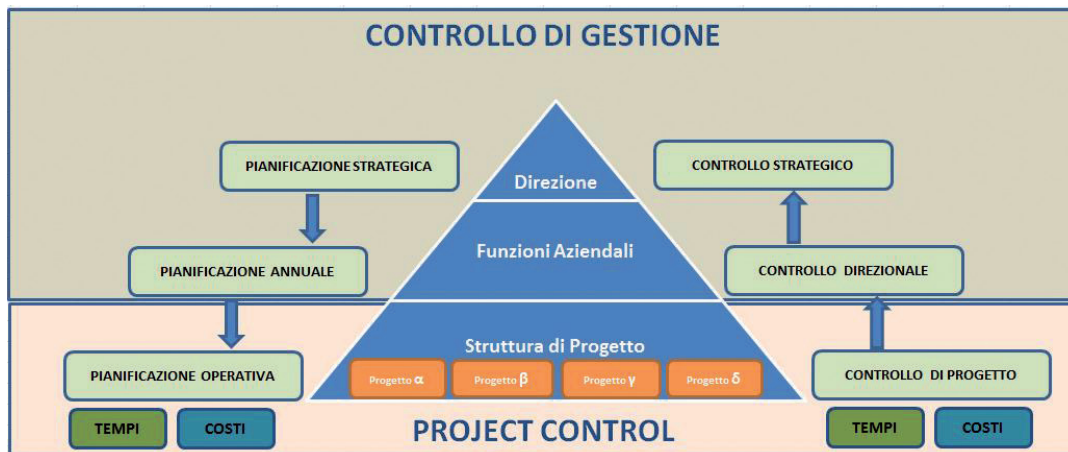 CONTROLLO DI GESTIONE
PIANIFICAZIONE STRATEGICA
CONTROLLO STRATEGICO
Direzione
Funzioni Aziendali
PIANIFICAZIONE ANNUALE
CONTROLLO DIREZIONALE
Struttura di Progetto
PIANIFICAZIONE OPERATIVA
Progetto α
Progetto β
Progetto γ
Progetto δ
CONTROLLO DI PROGETTO
TEMPI
COSTI
PROJECT CONTROL
TEMPI
COSTI